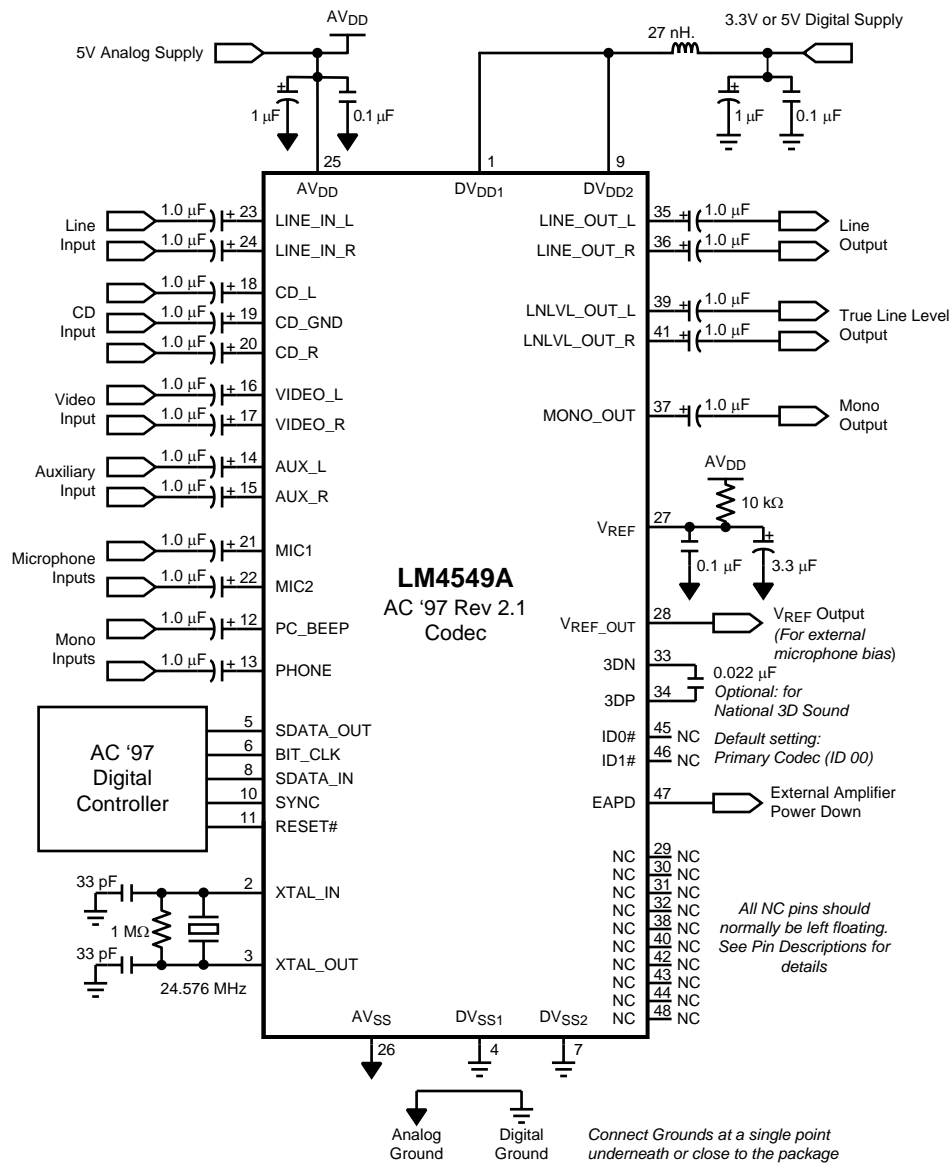 AVDD
3.3V or 5V Digital Supply
5V Analog Supply
27 nH.
+
1 µF
0.1 µF
+
1 µF
0.1 µF
25
1
9
AVDD
DVDD1
DVDD2
Line
Input
1.0 µF
+
23
LINE_IN_L
1.0 µF
+
24
LINE_IN_R
CD
Input
1.0 µF
+
18
CD_L
1.0 µF
+
19
CD_GND
1.0 µF
+
20
CD_R
Video
Input
1.0 µF
+
16
VIDEO_L
1.0 µF
+
17
VIDEO_R
Auxiliary
Input
1.0 µF
+
14
AUX_L
1.0 µF
+
15
AUX_R
Microphone
Inputs
1.0 µF
+
21
MIC1
1.0 µF
+
22
MIC2
Mono
Inputs
1.0 µF
+
12
PC_BEEP
1.0 µF
+
13
PHONE
AC ‘97
Digital
Controller
5
SDATA_OUT
6
BIT_CLK
8
SDATA_IN
10
SYNC
11
RESET#
33 pF
2
XTAL_IN
1 MΩ
33 pF
3
XTAL_OUT
24.576 MHz
LM4549A
AC ‘97 Rev 2.1
Codec
LINE_OUT_L
35
+
1.0 µF
LINE_OUT_R
36
+
1.0 µF
Line
Output
LNLVL_OUT_L
39
+
1.0 µF
LNLVL_OUT_R
41
+
1.0 µF
True Line Level
Output
MONO_OUT
37
+
1.0 µF
Mono
Output
AVDD
10 kΩ
VREF
27
0.1 µF
+
3.3 µF
VREF_OUT
28
VREF Output
(For external
microphone bias)
3DN
33
3DP
34
0.022 µF
Optional: for
National 3D Sound
ID0#
45
NC
ID1#
46
NC
Default setting:
Primary Codec (ID 00)
EAPD
47
External Amplifier
Power Down
NC 29 NC
NC 30 NC
NC 31 NC
NC 32 NC
NC 38 NC
NC 40 NC
NC 42 NC
NC 43 NC
NC 44 NC
NC 48 NC
All NC pins should
normally be left floating.
See Pin Descriptions for
details
AVSS
DVSS1
DVSS2
26
4
7
Analog
Ground
Digital
Ground
Connect Grounds at a single point
underneath or close to the package